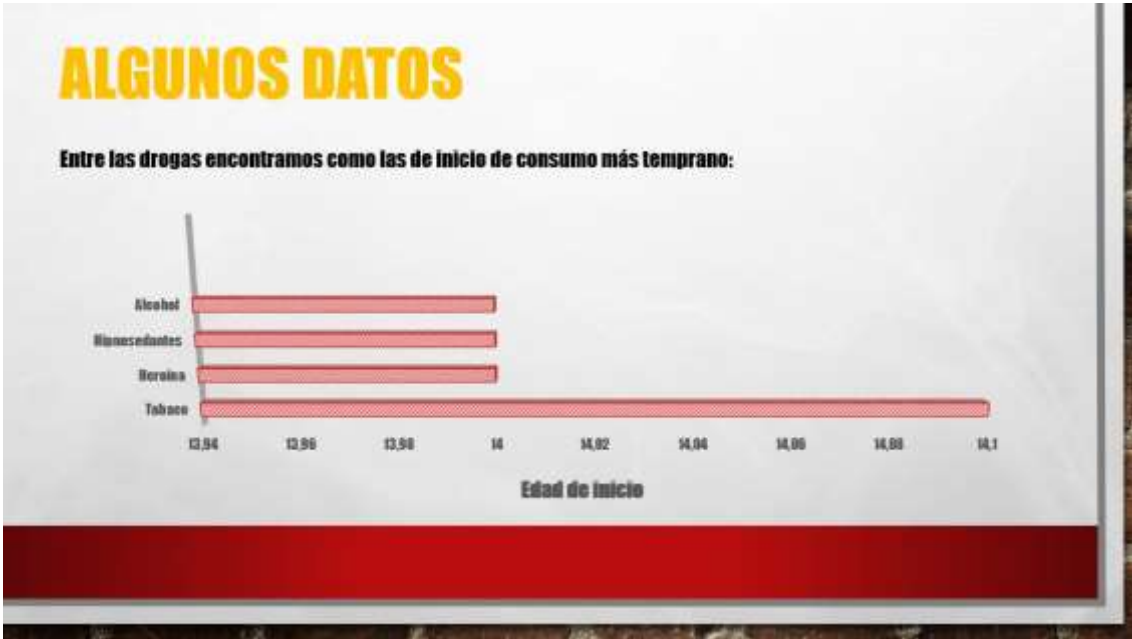 ALGUNOS DATOS
Entre las drogas encontramos como las de inicio de consumo más temprano:
Alcohol
Hipnosedantes
Heroína
Tabaco
13,94 13,96 13,98 14 14,02 14,04 14,06 14,08 14,1
Edad de inicio